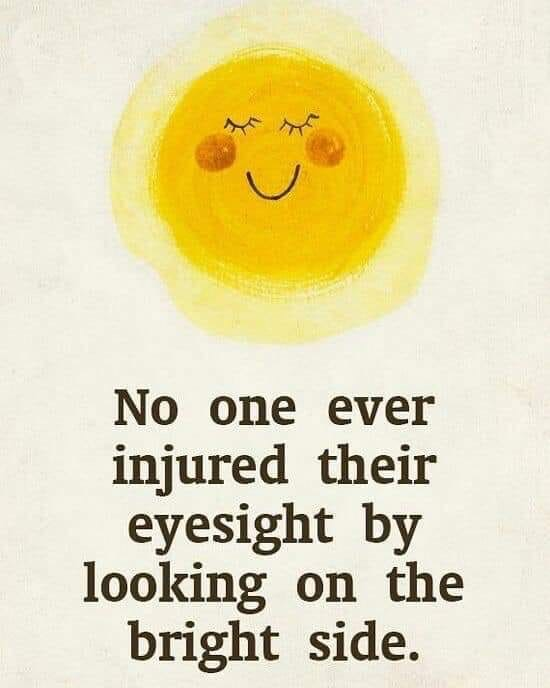 No one ever
injured their
eyesight by
looking on the
bright side.